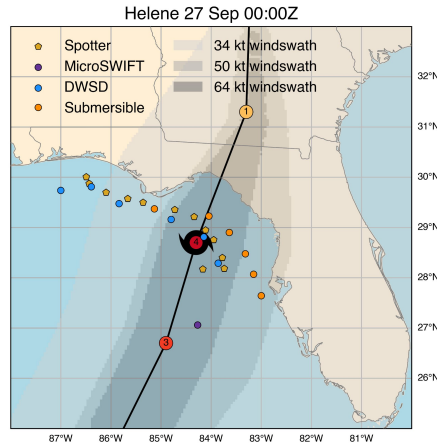 Helene 27 Sep 00:00Z
Spotter 34 kt windswath
MicroSWIFT 50 kt windswath
DWSD 64 kt windswath
Submersible
32°N
1
31°N
30°N
29°N
4
28°N
27°N
3
26°N
87°W 86°W 85°W 84°W 83°W 82°W 81°W